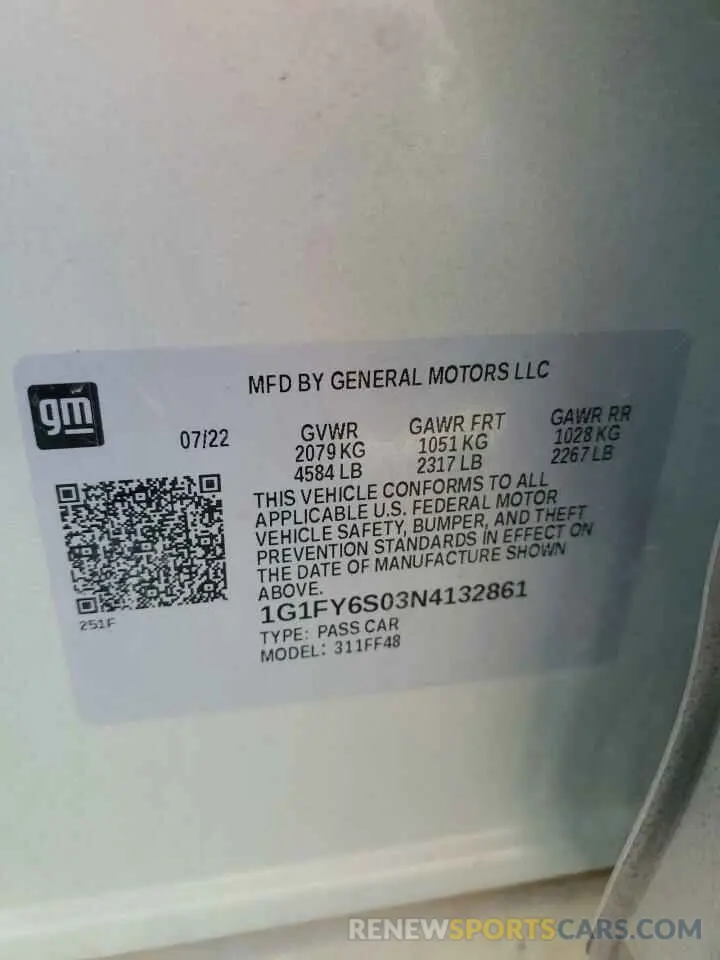 MFD BY GENERAL MOTORS LLC
gm
07/22
GVWR
2079 KG
4584 LB
GAWR FRT
1051 KG
2317 LB
GAWR RR
1028 KG
2267 LB
THIS VEHICLE CONFORMS TO ALL
APPLICABLE U.S. FEDERAL MOTOR
VEHICLE SAFETY, BUMPER, AND THEFT
PREVENTION STANDARDS IN EFFECT ON
THE DATE OF MANUFACTURE SHOWN
ABOVE.
251F
1G1FY6S03N4132861
TYPE: PASS CAR
MODEL: 311FF48
RENEWSPORTSCARS.COM